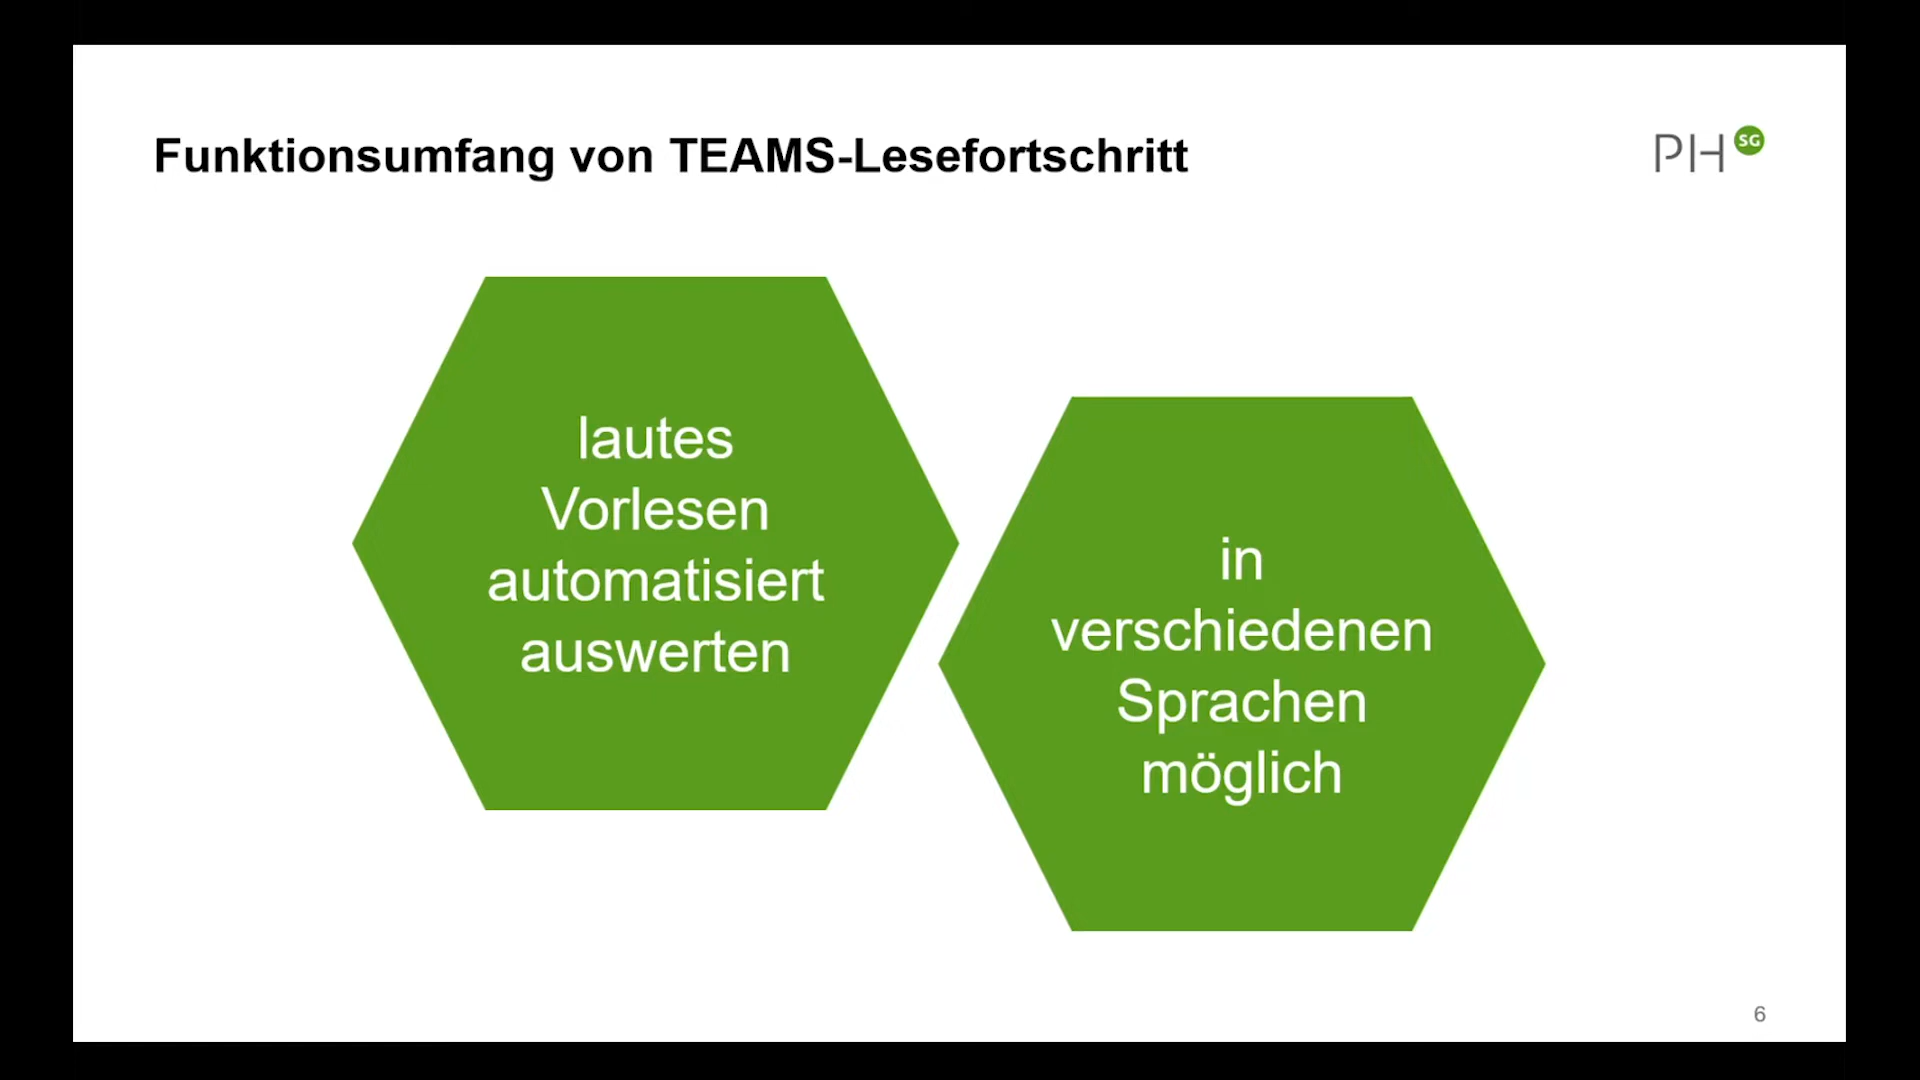 Funktionsumfang von TEAMS-Lesefortschritt
PH SG
lautes
Vorlesen
automatisiert
auswerten
in
verschiedenen
Sprachen
möglich
6